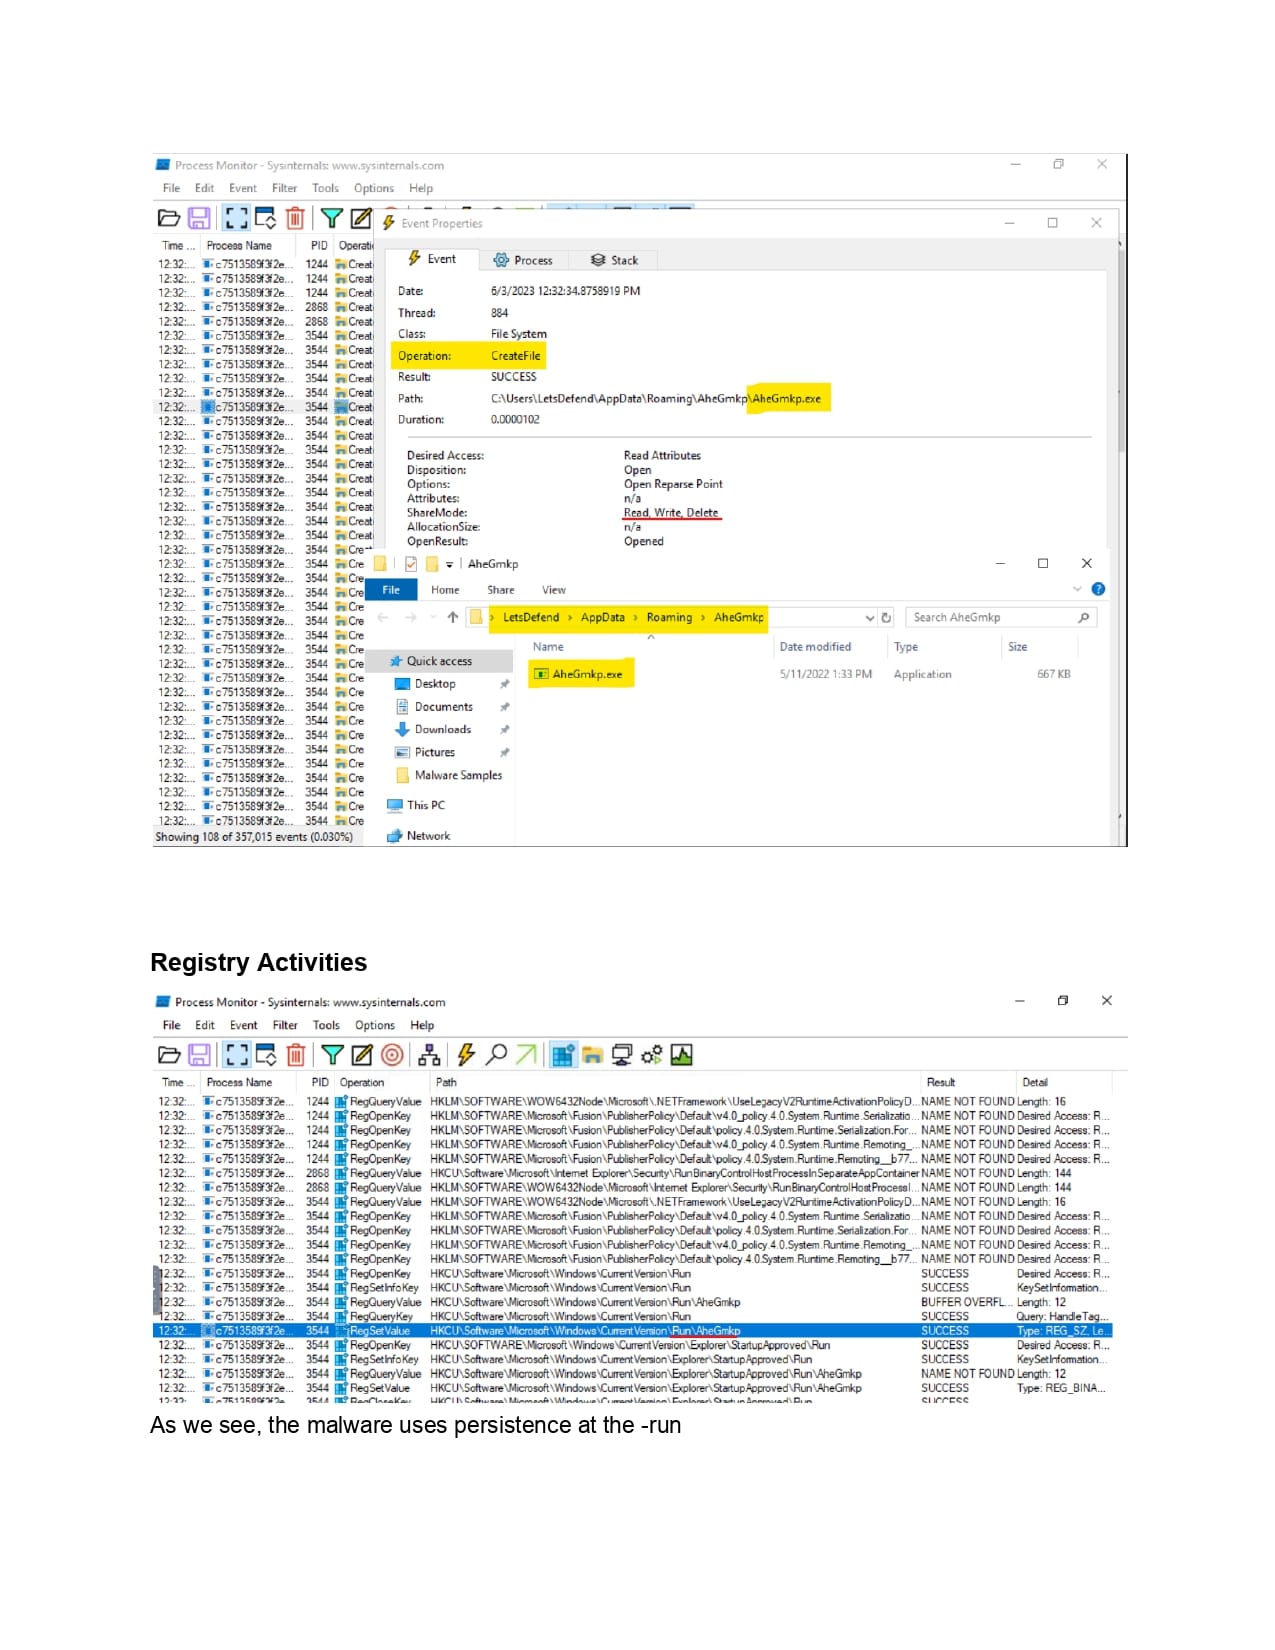 Process Monitor - Sysinternals: www.sysinternals.com
File Edit Event Filter Tools Options Help
Event Properties
Time ... Process Name PID Operati
Event Process Stack
Date: 6/3/2023 12:32:34.8758919 PM
Thread: 884
Class: File System
Operation: CreateFile
Result: SUCCESS
Path: C:\Users\LetsDefend\AppData\Roaming\AheGmkp\AheGmkp.exe
Duration: 0.0000102
Desired Access: Read Attributes
Disposition: Open
Options: Open Reparse Point
Attributes: n/a
ShareMode: Read, Write, Delete
AllocationSize: n/a
OpenResult: Opened
12:32:... c7513589f3f2e... 1244 Creat
12:32:... c7513589f3f2e... 1244 Creat
12:32:... c7513589f3f2e... 1244 Creat
12:32:... c7513589f3f2e... 2868 Creat
12:32:... c7513589f3f2e... 2868 Creat
12:32:... c7513589f3f2e... 3544 Creat
AheGmkp
File Home Share View
LetsDefend > AppData > Roaming > AheGmkp
Search AheGmkp
Name Date modified Type Size
Quick access
AheGmkp.exe 5/11/2022 1:33 PM Application 667 KB
Desktop
Documents
Downloads
Pictures
Malware Samples
This PC
Network
Showing 108 of 357,015 events (0.030%)
Registry Activities
Process Monitor - Sysinternals: www.sysinternals.com
File Edit Event Filter Tools Options Help
Time ... Process Name PID Operation Path Result Detail
12:32:... c7513589f3f2e... 1244 RegQueryValue HKLM\SOFTWARE\WOW6432Node\Microsoft\.NETFramework\UseLegacyV2RuntimeActivationPolicyD... NAME NOT FOUND Length: 16
12:32:... c7513589f3f2e... 1244 RegOpenKey HKLM\SOFTWARE\Microsoft\Fusion\PublisherPolicy\Default\v4.0_policy.4.0.System.Runtime.Serializatio... NAME NOT FOUND Desired Access: R...
12:32:... c7513589f3f2e... 1244 RegOpenKey HKLM\SOFTWARE\Microsoft\Fusion\PublisherPolicy\Default\policy.4.0.System.Runtime.Serialization.For... NAME NOT FOUND Desired Access: R...
12:32:... c7513589f3f2e... 1244 RegOpenKey HKLM\SOFTWARE\Microsoft\Fusion\PublisherPolicy\Default\v4.0_policy.4.0.System.Runtime.Remoting_... NAME NOT FOUND Desired Access: R...
12:32:... c7513589f3f2e... 1244 RegOpenKey HKLM\SOFTWARE\Microsoft\Fusion\PublisherPolicy\Default\policy.4.0.System.Runtime.Remoting__b77... NAME NOT FOUND Desired Access: R...
12:32:... c7513589f3f2e... 2868 RegQueryValue HKCU\Software\Microsoft\Internet Explorer\Security\RunBinaryControlHostProcessInSeparateAppContainer NAME NOT FOUND Length: 144
12:32:... c7513589f3f2e... 2868 RegQueryValue HKLM\SOFTWARE\WOW6432Node\Microsoft\Internet Explorer\Security\RunBinaryControlHostProcessI... NAME NOT FOUND Length: 144
12:32:... c7513589f3f2e... 3544 RegQueryValue HKLM\SOFTWARE\WOW6432Node\Microsoft\.NETFramework\UseLegacyV2RuntimeActivationPolicyD... NAME NOT FOUND Length: 16
12:32:... c7513589f3f2e... 3544 RegOpenKey HKLM\SOFTWARE\Microsoft\Fusion\PublisherPolicy\Default\v4.0_policy.4.0.System.Runtime.Serializatio... NAME NOT FOUND Desired Access: R...
12:32:... c7513589f3f2e... 3544 RegOpenKey HKLM\SOFTWARE\Microsoft\Fusion\PublisherPolicy\Default\policy.4.0.System.Runtime.Serialization.For... NAME NOT FOUND Desired Access: R...
12:32:... c7513589f3f2e... 3544 RegOpenKey HKLM\SOFTWARE\Microsoft\Fusion\PublisherPolicy\Default\v4.0_policy.4.0.System.Runtime.Remoting_... NAME NOT FOUND Desired Access: R...
12:32:... c7513589f3f2e... 3544 RegOpenKey HKLM\SOFTWARE\Microsoft\Fusion\PublisherPolicy\Default\policy.4.0.System.Runtime.Remoting__b77... NAME NOT FOUND Desired Access: R...
12:32:... c7513589f3f2e... 3544 RegOpenKey HKCU\Software\Microsoft\Windows\CurrentVersion\Run SUCCESS Desired Access: R...
12:32:... c7513589f3f2e... 3544 RegSetInfoKey HKCU\Software\Microsoft\Windows\CurrentVersion\Run SUCCESS KeySetInformation...
12:32:... c7513589f3f2e... 3544 RegQueryValue HKCU\Software\Microsoft\Windows\CurrentVersion\Run\AheGmkp BUFFER OVERFL... Length: 12
12:32:... c7513589f3f2e... 3544 RegQueryKey HKCU\Software\Microsoft\Windows\CurrentVersion\Run SUCCESS Query: HandleTag...
12:32:... c7513589f3f2e... 3544 RegSetValue HKCU\Software\Microsoft\Windows\CurrentVersion\Run\AheGmkp SUCCESS Type: REG_SZ, Le...
12:32:... c7513589f3f2e... 3544 RegOpenKey HKCU\SOFTWARE\Microsoft\Windows\CurrentVersion\Explorer\StartupApproved\Run SUCCESS Desired Access: R...
12:32:... c7513589f3f2e... 3544 RegSetInfoKey HKCU\Software\Microsoft\Windows\CurrentVersion\Explorer\StartupApproved\Run SUCCESS KeySetInformation...
12:32:... c7513589f3f2e... 3544 RegQueryValue HKCU\Software\Microsoft\Windows\CurrentVersion\Explorer\StartupApproved\Run\AheGmkp NAME NOT FOUND Length: 12
12:32:... c7513589f3f2e... 3544 RegSetValue HKCU\Software\Microsoft\Windows\CurrentVersion\Explorer\StartupApproved\Run\AheGmkp SUCCESS Type: REG_BINA...
As we see, the malware uses persistence at the -run